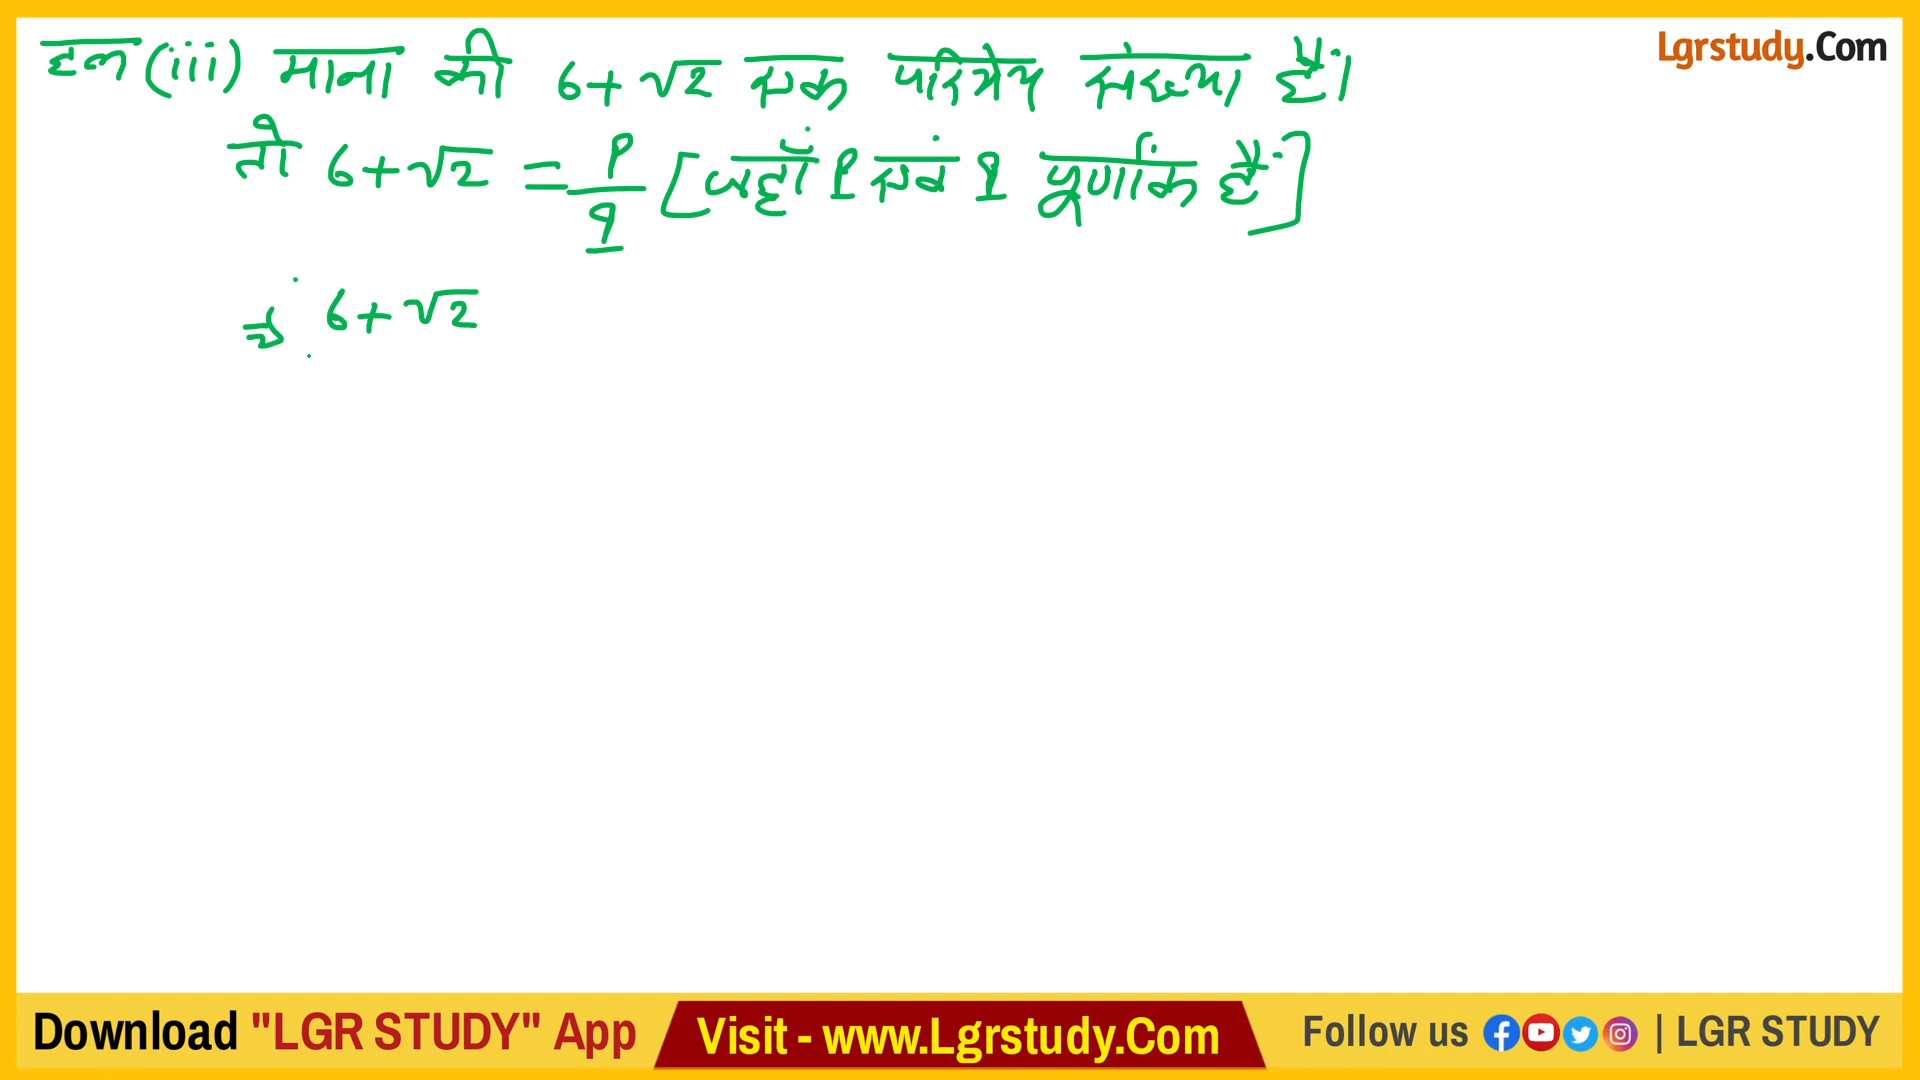 Lgrstudy.Com
हल (iii) माना की 6+√2 एक परिमेय संख्या है।
तो 6+√2 = p/q [जहाँ p एवं q पूर्णांक है]
⇒ 6+√2
Download "LGR STUDY" App
Visit - www.Lgrstudy.Com
Follow us | LGR STUDY